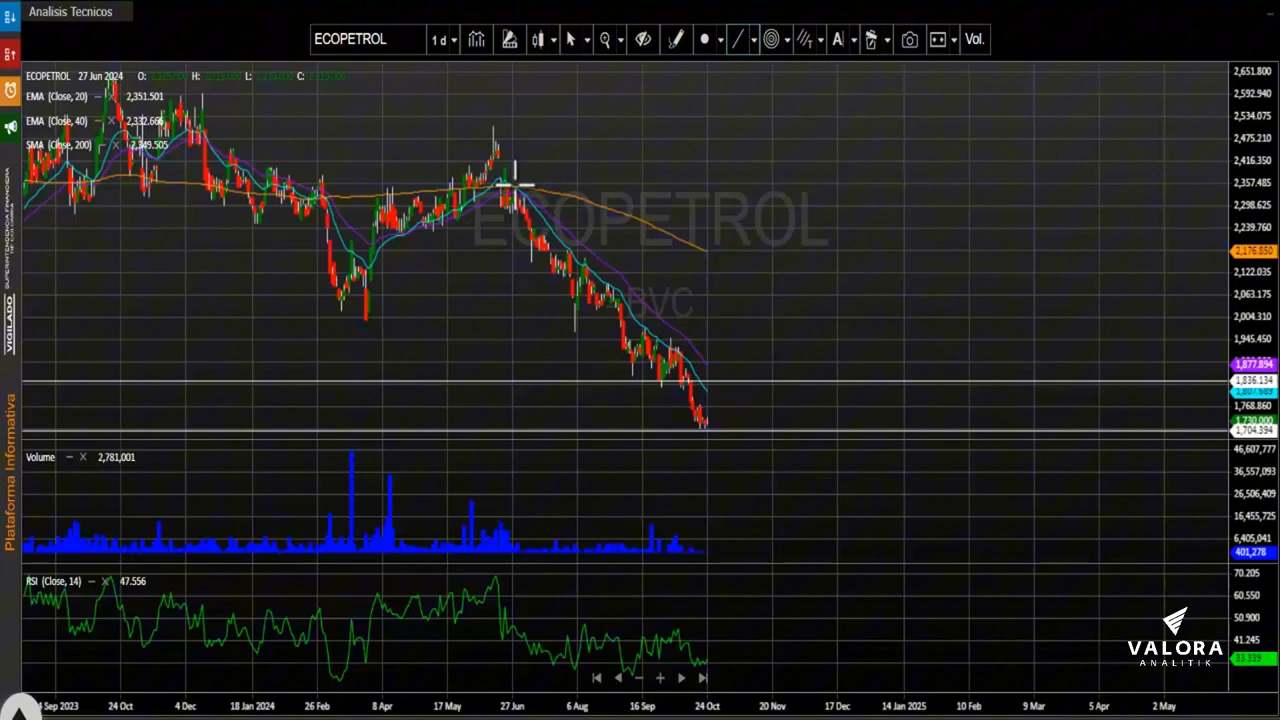 Analisis Tecnicos
ECOPETROL 1 d A Vol.
ECOPETROL 27 Jun 2024 O: H: L: C:
EMA (Close, 20) 2,351.501
EMA (Close, 40) 2,332.666
SMA (Close, 200) 2,349.505
ECOPETROL
BVC
2,651.800
2,592.940
2,534.075
2,475.210
2,416.350
2,357.485
2,298.625
2,239.760
2,176.850
2,122.035
2,063.175
2,004.310
1,945.450
1,877.894
1,836.134
1,807.689
1,768.860
1,730.000
1,704.394
Volume 2,781,001
46,607,777
36,557,093
26,506,409
16,455,725
6,405,041
401,278
RSI (Close, 14) 47.556
70.205
60.550
50.900
41.245
33.339
VIGILADO
Plataforma Informativa
VALORA
ANALITIK
Sep 2023 24 Oct 4 Dec 18 Jan 2024 26 Feb 8 Apr 17 May 27 Jun 6 Aug 16 Sep 24 Oct 20 Nov 14 Jan 2025 10 Feb 9 Mar 5 Apr 2 May